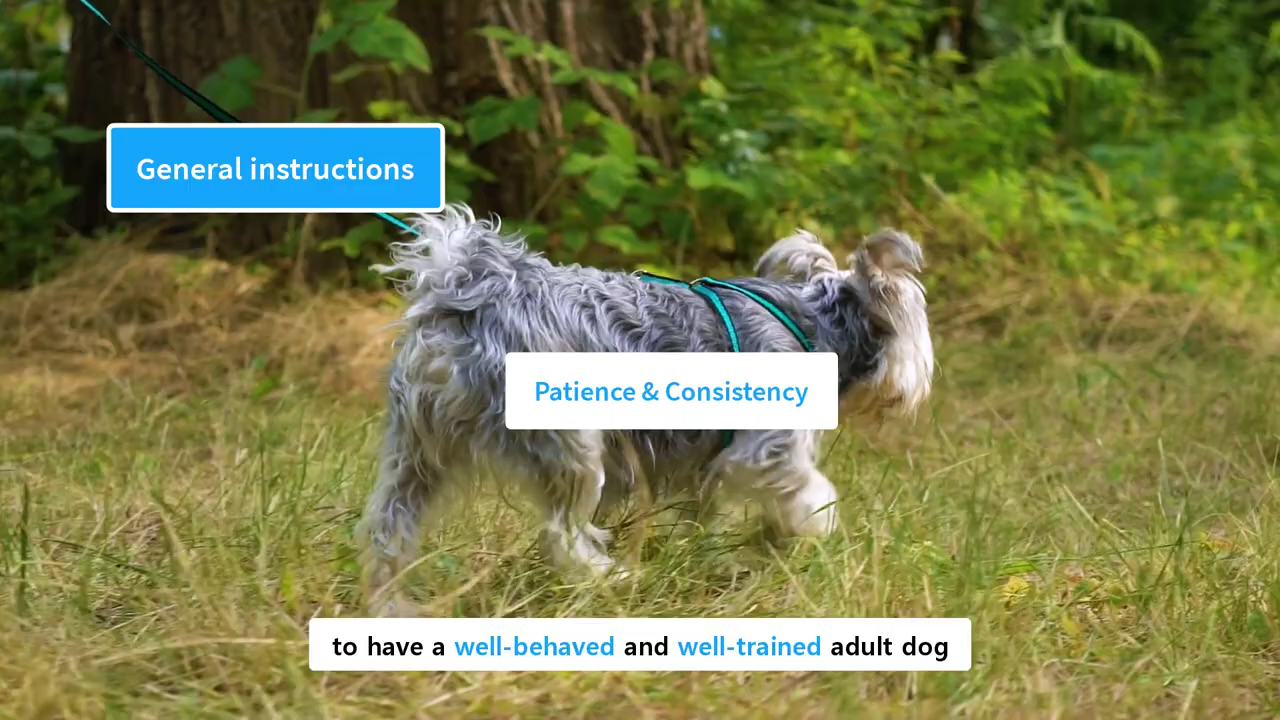 General instructions
Patience & Consistency
to have a well-behaved and well-trained adult dog